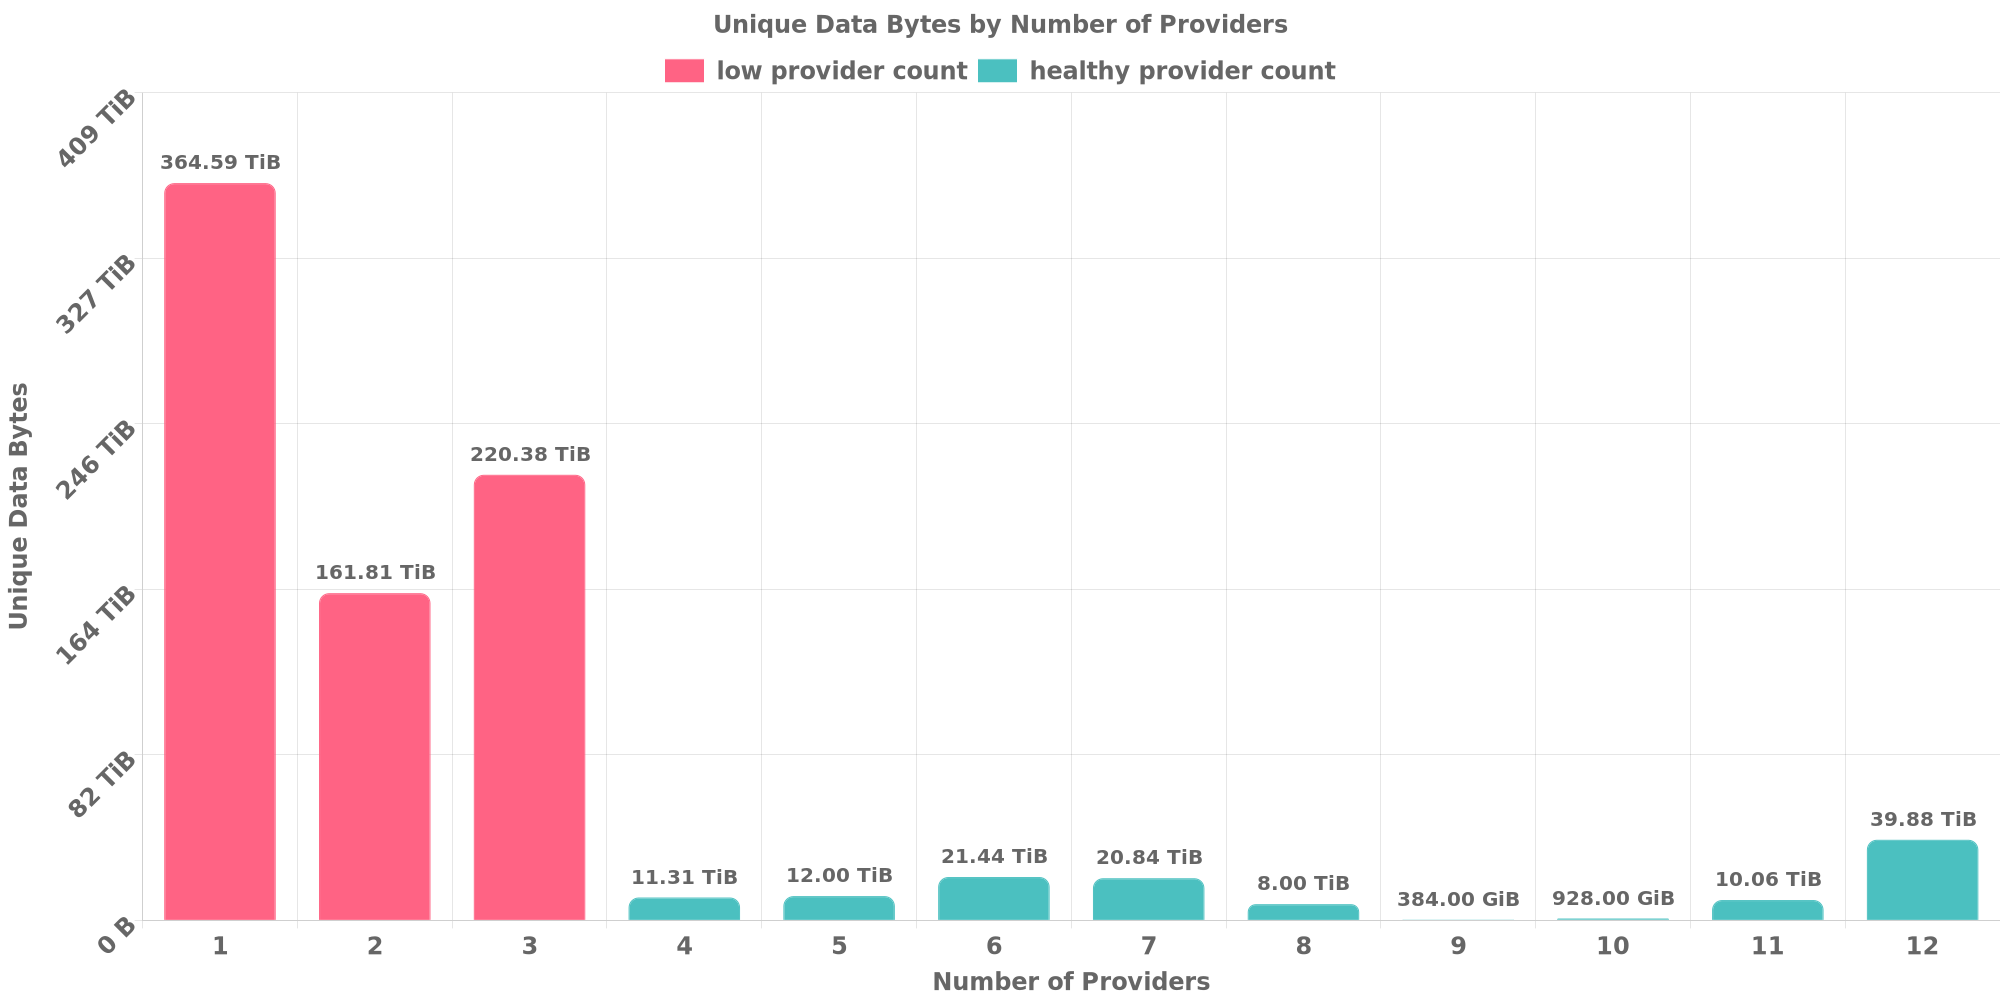 Unique Data Bytes by Number of Providers
low provider count healthy provider count
409 TiB
327 TiB
246 TiB
164 TiB
82 TiB
0 B
Unique Data Bytes
364.59 TiB
161.81 TiB
220.38 TiB
11.31 TiB
12.00 TiB
21.44 TiB
20.84 TiB
8.00 TiB
384.00 GiB
928.00 GiB
10.06 TiB
39.88 TiB
1 2 3 4 5 6 7 8 9 10 11 12
Number of Providers